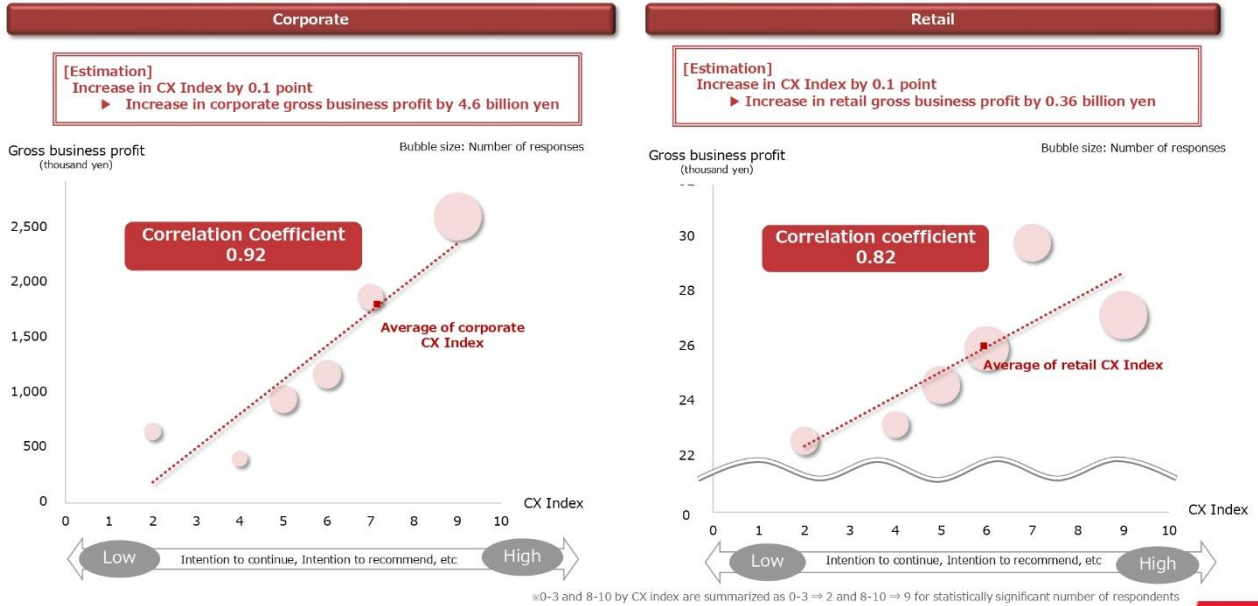 Corporate
[Estimation]
Increase in CX Index by 0.1 point
▶ Increase in corporate gross business profit by 4.6 billion yen
Gross business profit
(thousand yen)
Bubble size: Number of responses
2,500
2,000
1,500
1,000
500
0
Correlation Coefficient
0.92
Average of corporate
CX Index
CX Index
0 1 2 3 4 5 6 7 8 9 10
Low
Intention to continue, Intention to recommend, etc
High
Retail
[Estimation]
Increase in CX Index by 0.1 point
▶ Increase in retail gross business profit by 0.36 billion yen
Gross business profit
(thousand yen)
Bubble size: Number of responses
30
28
26
24
22
0
Correlation coefficient
0.82
Average of retail CX Index
CX Index
0 1 2 3 4 5 6 7 8 9 10
Low
Intention to continue, Intention to recommend, etc
High
※0-3 and 8-10 by CX index are summarized as 0-3 ⇒ 2 and 8-10 ⇒ 9 for statistically significant number of respondents